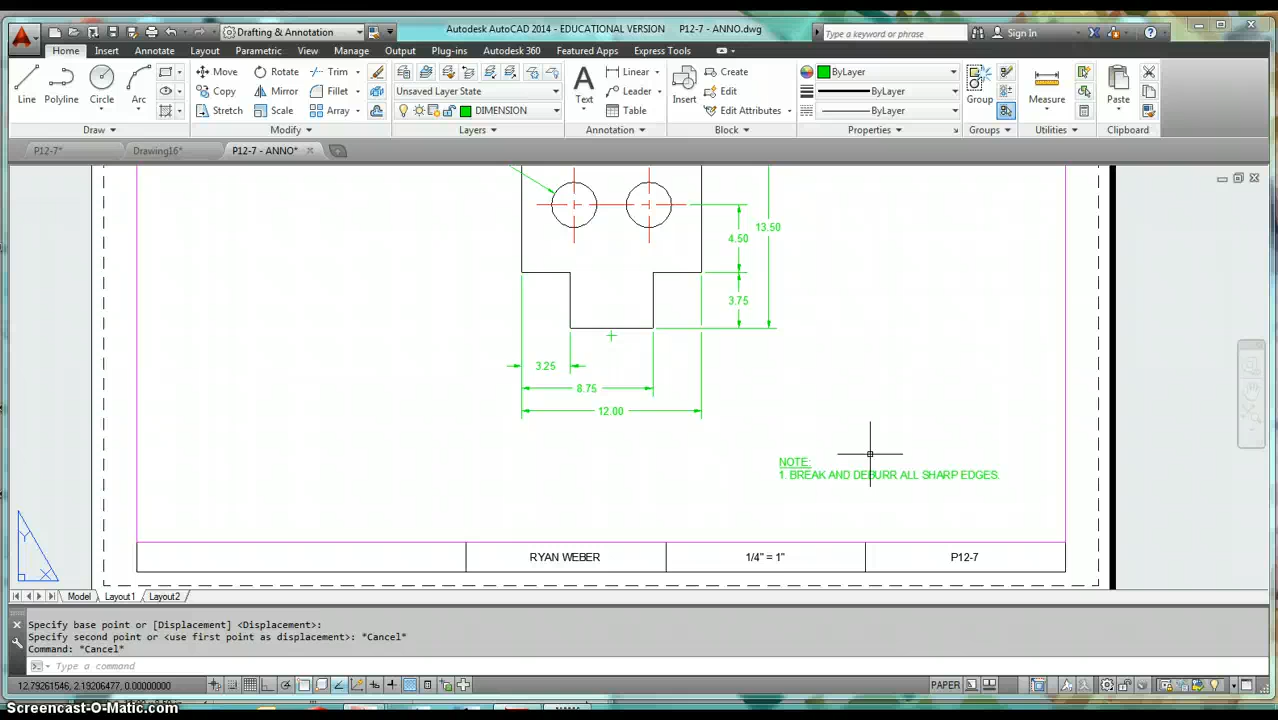 Drafting & Annotation
Autodesk AutoCAD 2014 - EDUCATIONAL VERSION P12-7 - ANNO.dwg
Type a keyword or phrase
Sign In
Home Insert Annotate Layout Parametric View Manage Output Plug-ins Autodesk 360 Featured Apps Express Tools
Line Polyline Circle Arc
Move Rotate Trim
Copy Mirror Fillet
Stretch Scale Array
Unsaved Layer State
DIMENSION
Text
Linear
Leader
Table
Insert
Create
Edit
Edit Attributes
ByLayer
ByLayer
ByLayer
Group
Measure
Paste
Draw Modify Layers Annotation Block Properties Groups Utilities Clipboard
P12-7* Drawing16* P12-7 - ANNO*
13.50
4.50
3.75
3.25
8.75
12.00
NOTE:
1. BREAK AND DEBURR ALL SHARP EDGES.
Y
X
RYAN WEBER 1/4" = 1" P12-7
Model Layout1 Layout2
Specify base point or [Displacement] <Displacement>:
Specify second point or <use first point as displacement>: *Cancel*
Command: *Cancel*
Type a command
12.79261546, 2.19206477, 0.00000000
PAPER
Screencast-O-Matic.com